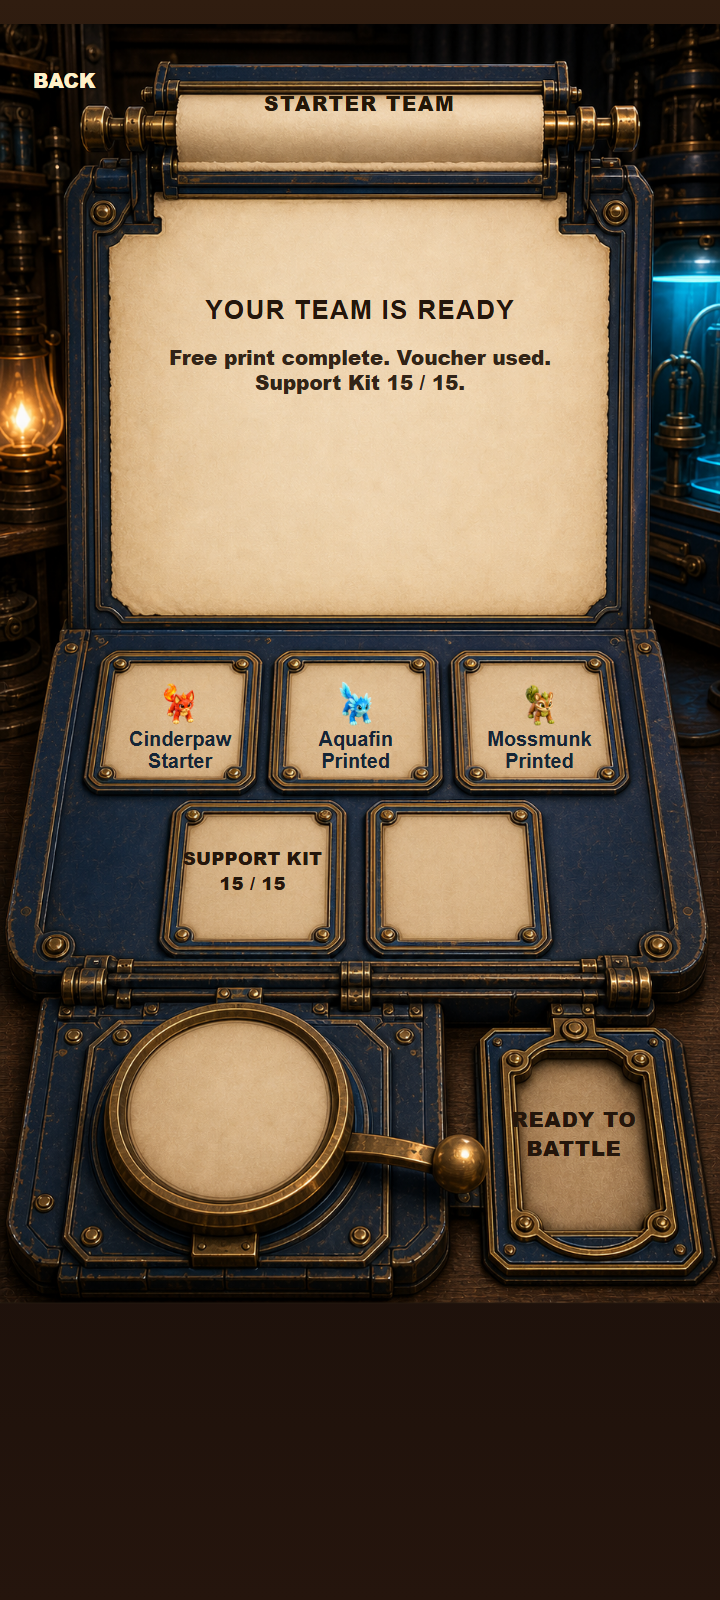 BACK
STARTER TEAM
YOUR TEAM IS READY
Free print complete. Voucher used.
Support Kit 15 / 15.
Cinderpaw
Starter
Aquafin
Printed
Mossmunk
Printed
SUPPORT KIT
15 / 15
READY TO
BATTLE